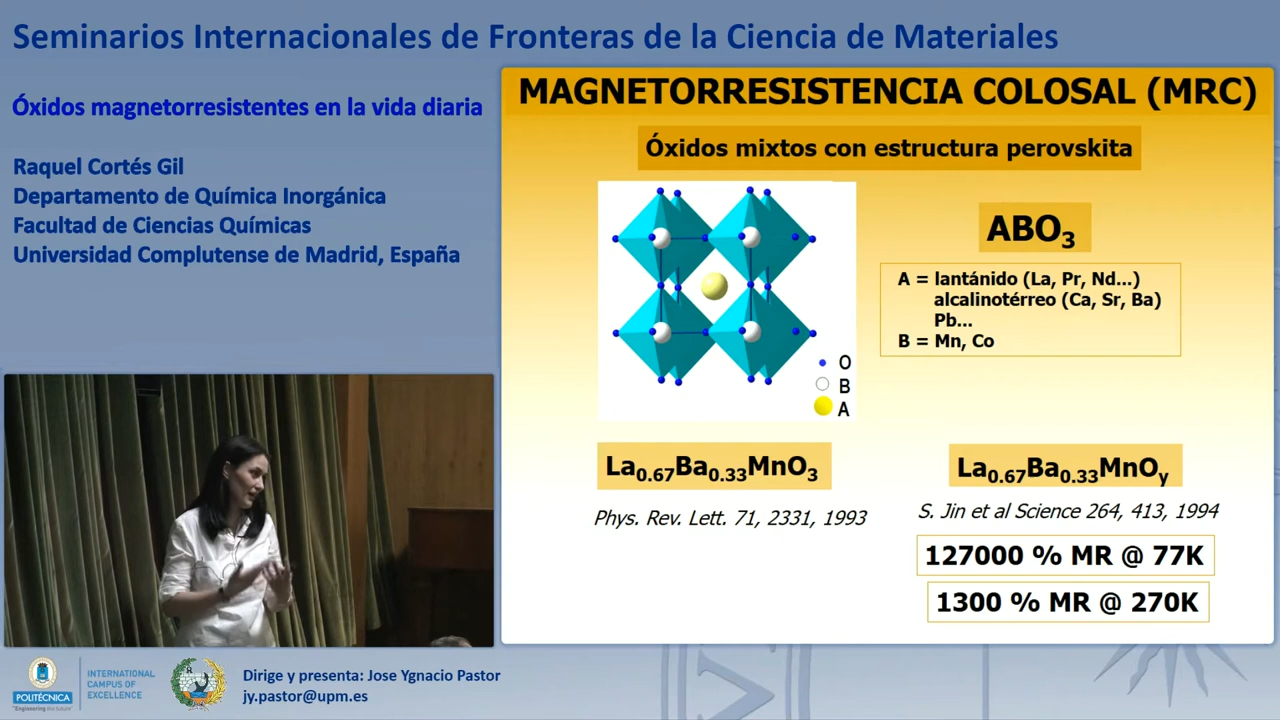 Seminarios Internacionales de Fronteras de la Ciencia de Materiales
Óxidos magnetorresistentes en la vida diaria
Raquel Cortés Gil
Departamento de Química Inorgánica
Facultad de Ciencias Químicas
Universidad Complutense de Madrid, España
MAGNETORRESISTENCIA COLOSAL (MRC)
Óxidos mixtos con estructura perovskita
ABO₃
A = lantánido (La, Pr, Nd...)
alcalinotérreo (Ca, Sr, Ba)
Pb...
B = Mn, Co
O
B
A
La₀.₆₇Ba₀.₃₃MnO₃
Phys. Rev. Lett. 71, 2331, 1993
La₀.₆₇Ba₀.₃₃MnOy
S. Jin et al Science 264, 413, 1994
127000 % MR @ 77K
1300 % MR @ 270K
POLITÉCNICA
"Engineering the future"
INTERNATIONAL
CAMPUS OF
EXCELLENCE
Dirige y presenta: Jose Ygnacio Pastor
jy.pastor@upm.es